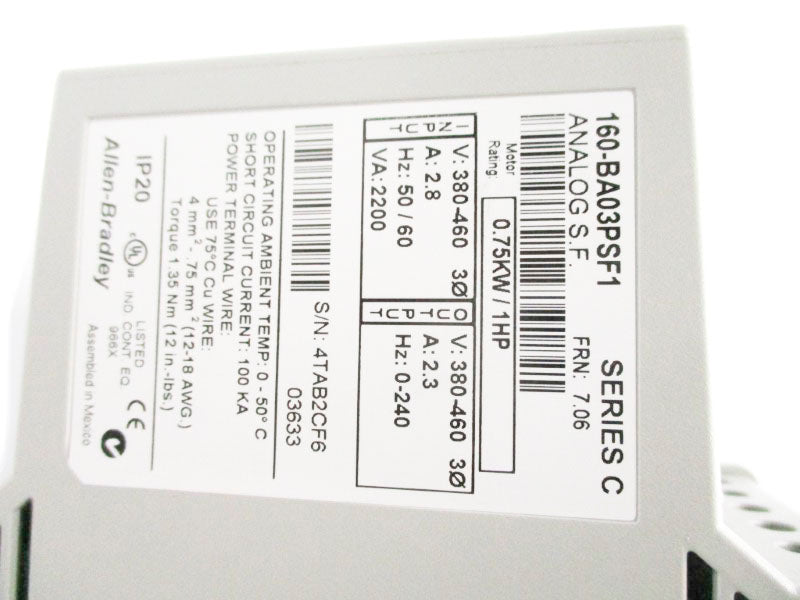 160-BA03PSF1 SERIES C
ANALOG S.F. FRN: 7.06
Motor Rating: 0.75KW / 1HP
INPUT
V: 380-460 3Ø
A: 2.8
Hz: 50 / 60
VA: 2200
OUTPUT
V: 380-460 3Ø
A: 2.3
Hz: 0-240
S/N: 4TAB2CF6
03633
OPERATING AMBIENT TEMP: 0 - 50° C
SHORT CIRCUIT CURRENT: 100 KA
POWER TERMINAL WIRE:
USE 75°C Cu WIRE:
4 mm² - .75 mm² (12-18 AWG.)
Torque 1.35 Nm (12 in.-lbs.)
IP20
c UL us
LISTED
IND CONT EQ
966X
CE
Allen-Bradley
Assembled in Mexico